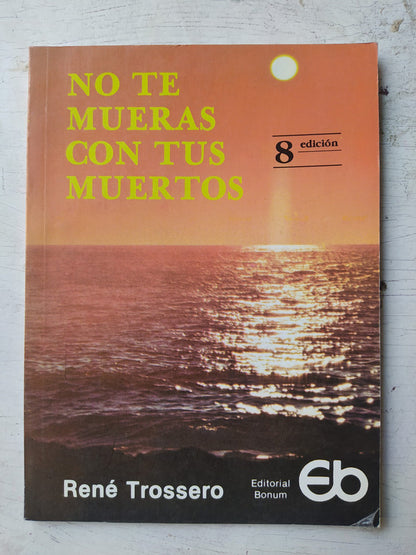 NO TE
MUERAS
CON TUS
MUERTOS
8 edición
René Trossero
Editorial
Bonum
Eb